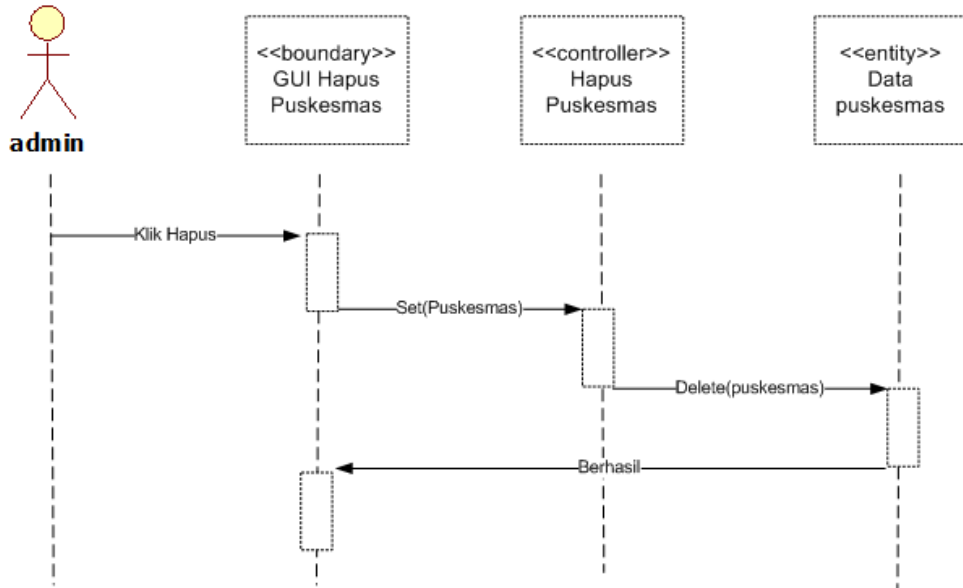 <<boundary>>
GUI Hapus
Puskesmas
<<controller>>
Hapus
Puskesmas
<<entity>>
Data
puskesmas
admin
Klik Hapus
Set(Puskesmas)
Delete(puskesmas)
Berhasil